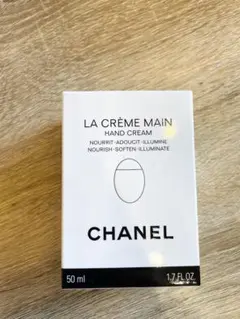 LA CRÈME MAIN
HAND CREAM
NOURRIT-ADOUCIT-ILLUMINE
NOURISH-SOFTEN-ILLUMINATE
CHANEL
50 ml 1.7 FL. OZ.